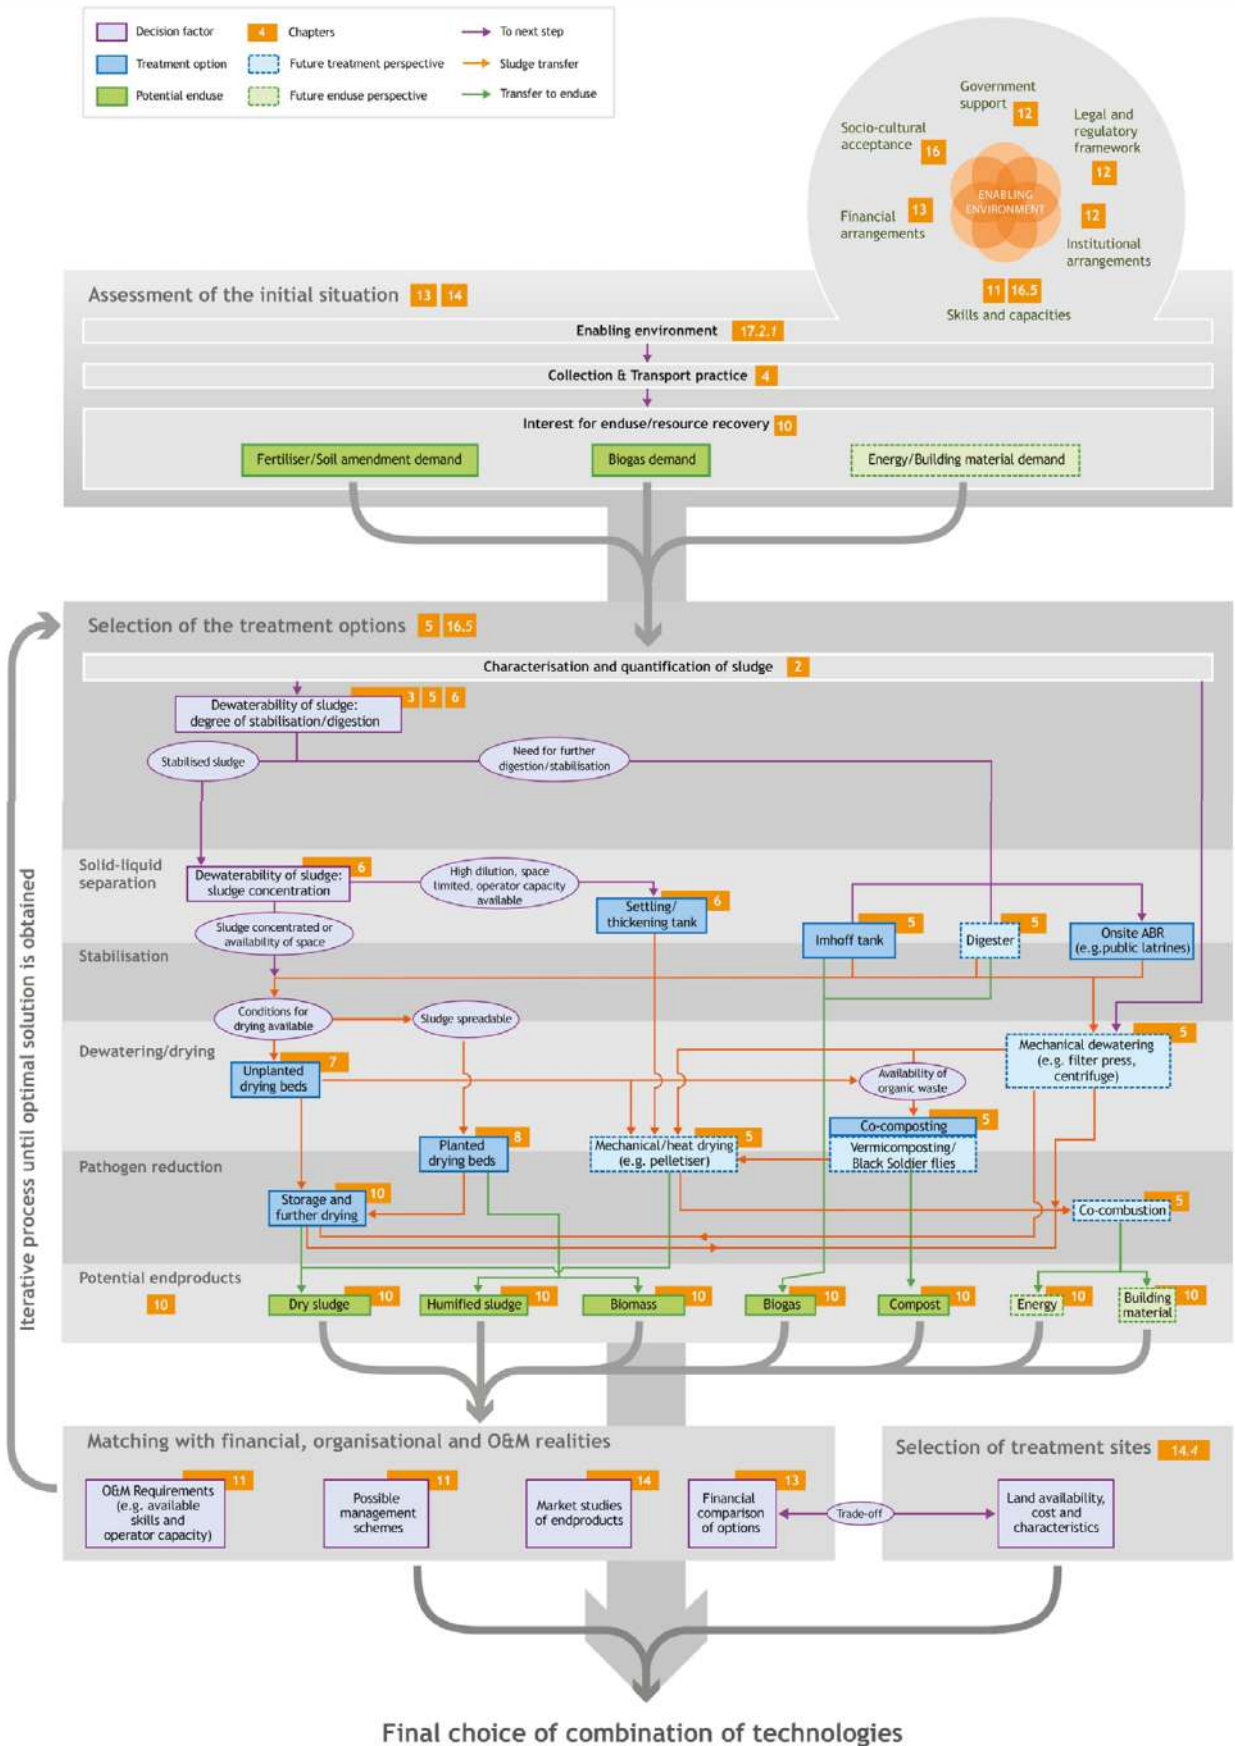 Decision factor
4
Chapters
To next step
Treatment option
Future treatment perspective
Sludge transfer
Potential enduse
Future enduse perspective
Transfer to enduse
Government
support
12
Socio-cultural
acceptance
16
Legal and
regulatory
framework
12
ENABLING
ENVIRONMENT
Financial
arrangements
13
12
Institutional
arrangements
11
16.5
Skills and capacities
Assessment of the initial situation
13
14
Enabling environment
17.2.1
Collection & Transport practice
4
Interest for enduse/resource recovery
10
Fertiliser/Soil amendment demand
Biogas demand
Energy/Building material demand
Iterative process until optimal solution is obtained
Selection of the treatment options
5
16.5
Characterisation and quantification of sludge
2
3
5
6
Dewaterability of sludge:
degree of stabilisation/digestion
Stabilised sludge
Need for further
digestion/stabilisation
Solid-liquid
separation
6
Dewaterability of sludge:
sludge concentration
High dilution, space
limited, operator capacity
available
6
Settling/
thickening tank
Sludge concentrated or
availability of space
5
Imhoff tank
5
Digester
5
Onsite ABR
(e.g.public latrines)
Stabilisation
Conditions for
drying available
Sludge spreadable
Dewatering/drying
5
Mechanical dewatering
(e.g. filter press,
centrifuge)
7
Unplanted
drying beds
Availability of
organic waste
8
Planted
drying beds
5
Mechanical/heat drying
(e.g. pelletiser)
5
Co-composting
Vermicomposting/
Black Soldier flies
Pathogen reduction
10
Storage and
further drying
5
Co-combustion
Potential endproducts
10
Dry sludge
10
Humified sludge
10
Biomass
10
Biogas
10
Compost
10
Energy
10
Building
material
10
Matching with financial, organisational and O&M realities
11
O&M Requirements
(e.g. available
skills and
operator capacity)
11
Possible
management
schemes
14
Market studies
of endproducts
13
Financial
comparison
of options
Trade-off
Selection of treatment sites
14.4
Land availability,
cost and
characteristics
Final choice of combination of technologies